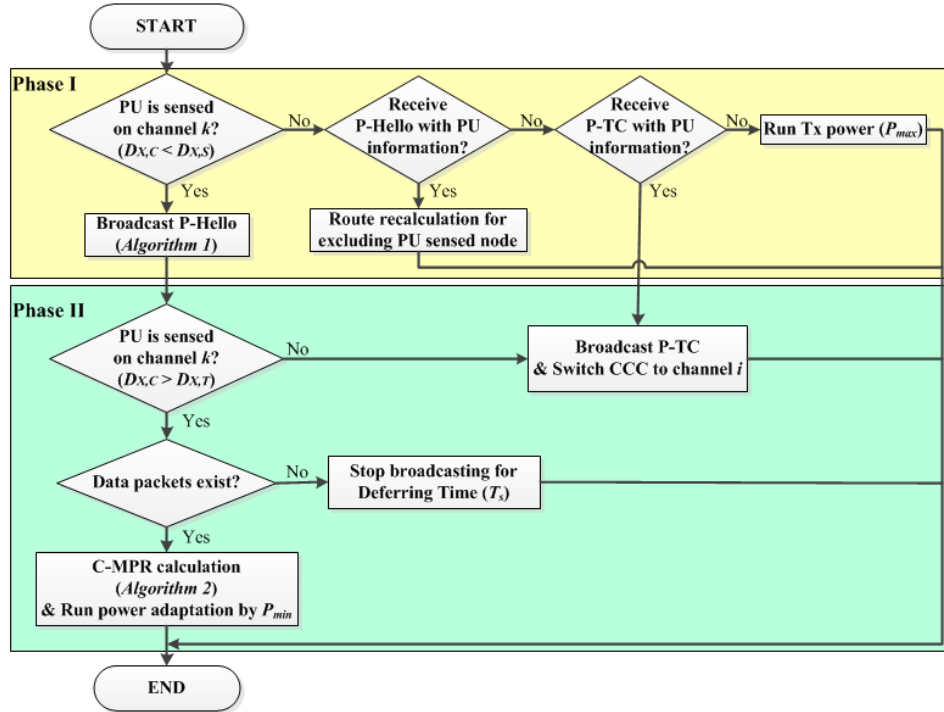 START
Phase I
PU is sensed
on channel k?
(DX,C < DX,S)
No
Receive
P-Hello with PU
information?
No
Receive
P-TC with PU
information?
No
Run Tx power (Pmax)
Yes
Yes
Yes
Broadcast P-Hello
(Algorithm 1)
Route recalculation for
excluding PU sensed node
Phase II
PU is sensed
on channel k?
(DX,C > DX,T)
No
Broadcast P-TC
& Switch CCC to channel i
Yes
Data packets exist?
No
Stop broadcasting for
Deferring Time (Ts)
Yes
C-MPR calculation
(Algorithm 2)
& Run power adaptation by Pmin
END